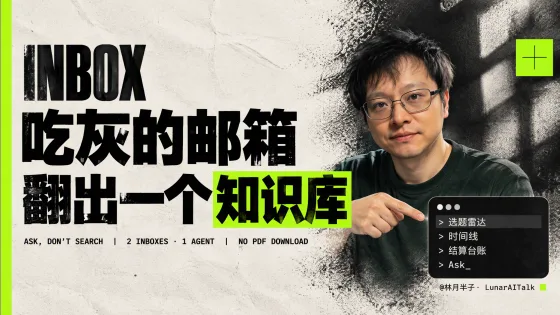 INBOX
吃灰的邮箱
翻出一个知识库
ASK, DON'T SEARCH | 2 INBOXES · 1 AGENT | NO PDF DOWNLOAD
> 选题雷达
> 时间线
> 结算台账
> Ask_
@林月半子 · LunarAITalk